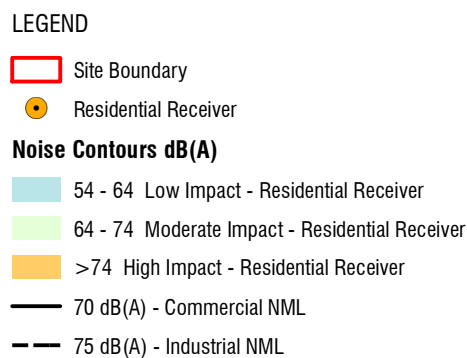 LEGEND
Site Boundary
Residential Receiver
Noise Contours dB(A)
54 - 64 Low Impact - Residential Receiver
64 - 74 Moderate Impact - Residential Receiver
>74 High Impact - Residential Receiver
70 dB(A) - Commercial NML
75 dB(A) - Industrial NML